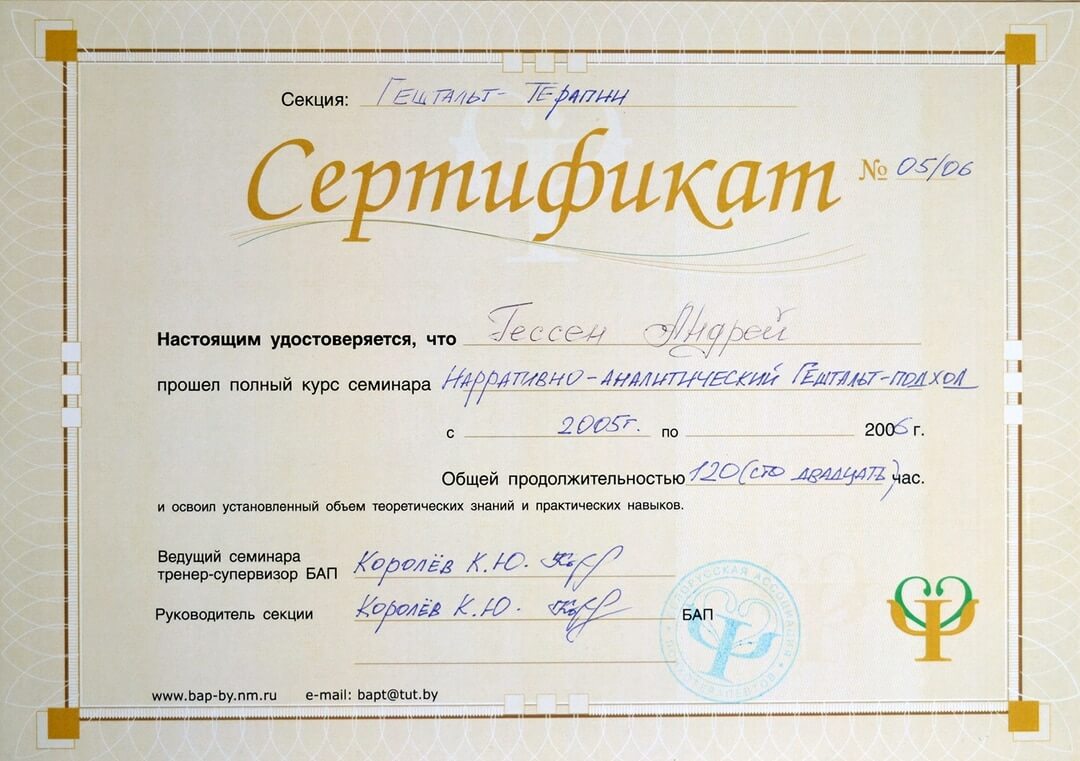 Секция: Гештальт-терапии
Сертификат № 05/06
Настоящим удостоверяется, что Гессен Андрей
прошел полный курс семинара Нарративно-аналитический Гештальт-подход
с 2005г. по 2006 г.
Общей продолжительностью 120 (сто двадцать) час.
и освоил установленный объем теоретических знаний и практических навыков.
Ведущий семинара
тренер-супервизор БАП Королёв К.Ю.
Руководитель секции Королёв К.Ю. БАП
www.bap-by.nm.ru e-mail: bapt@tut.by